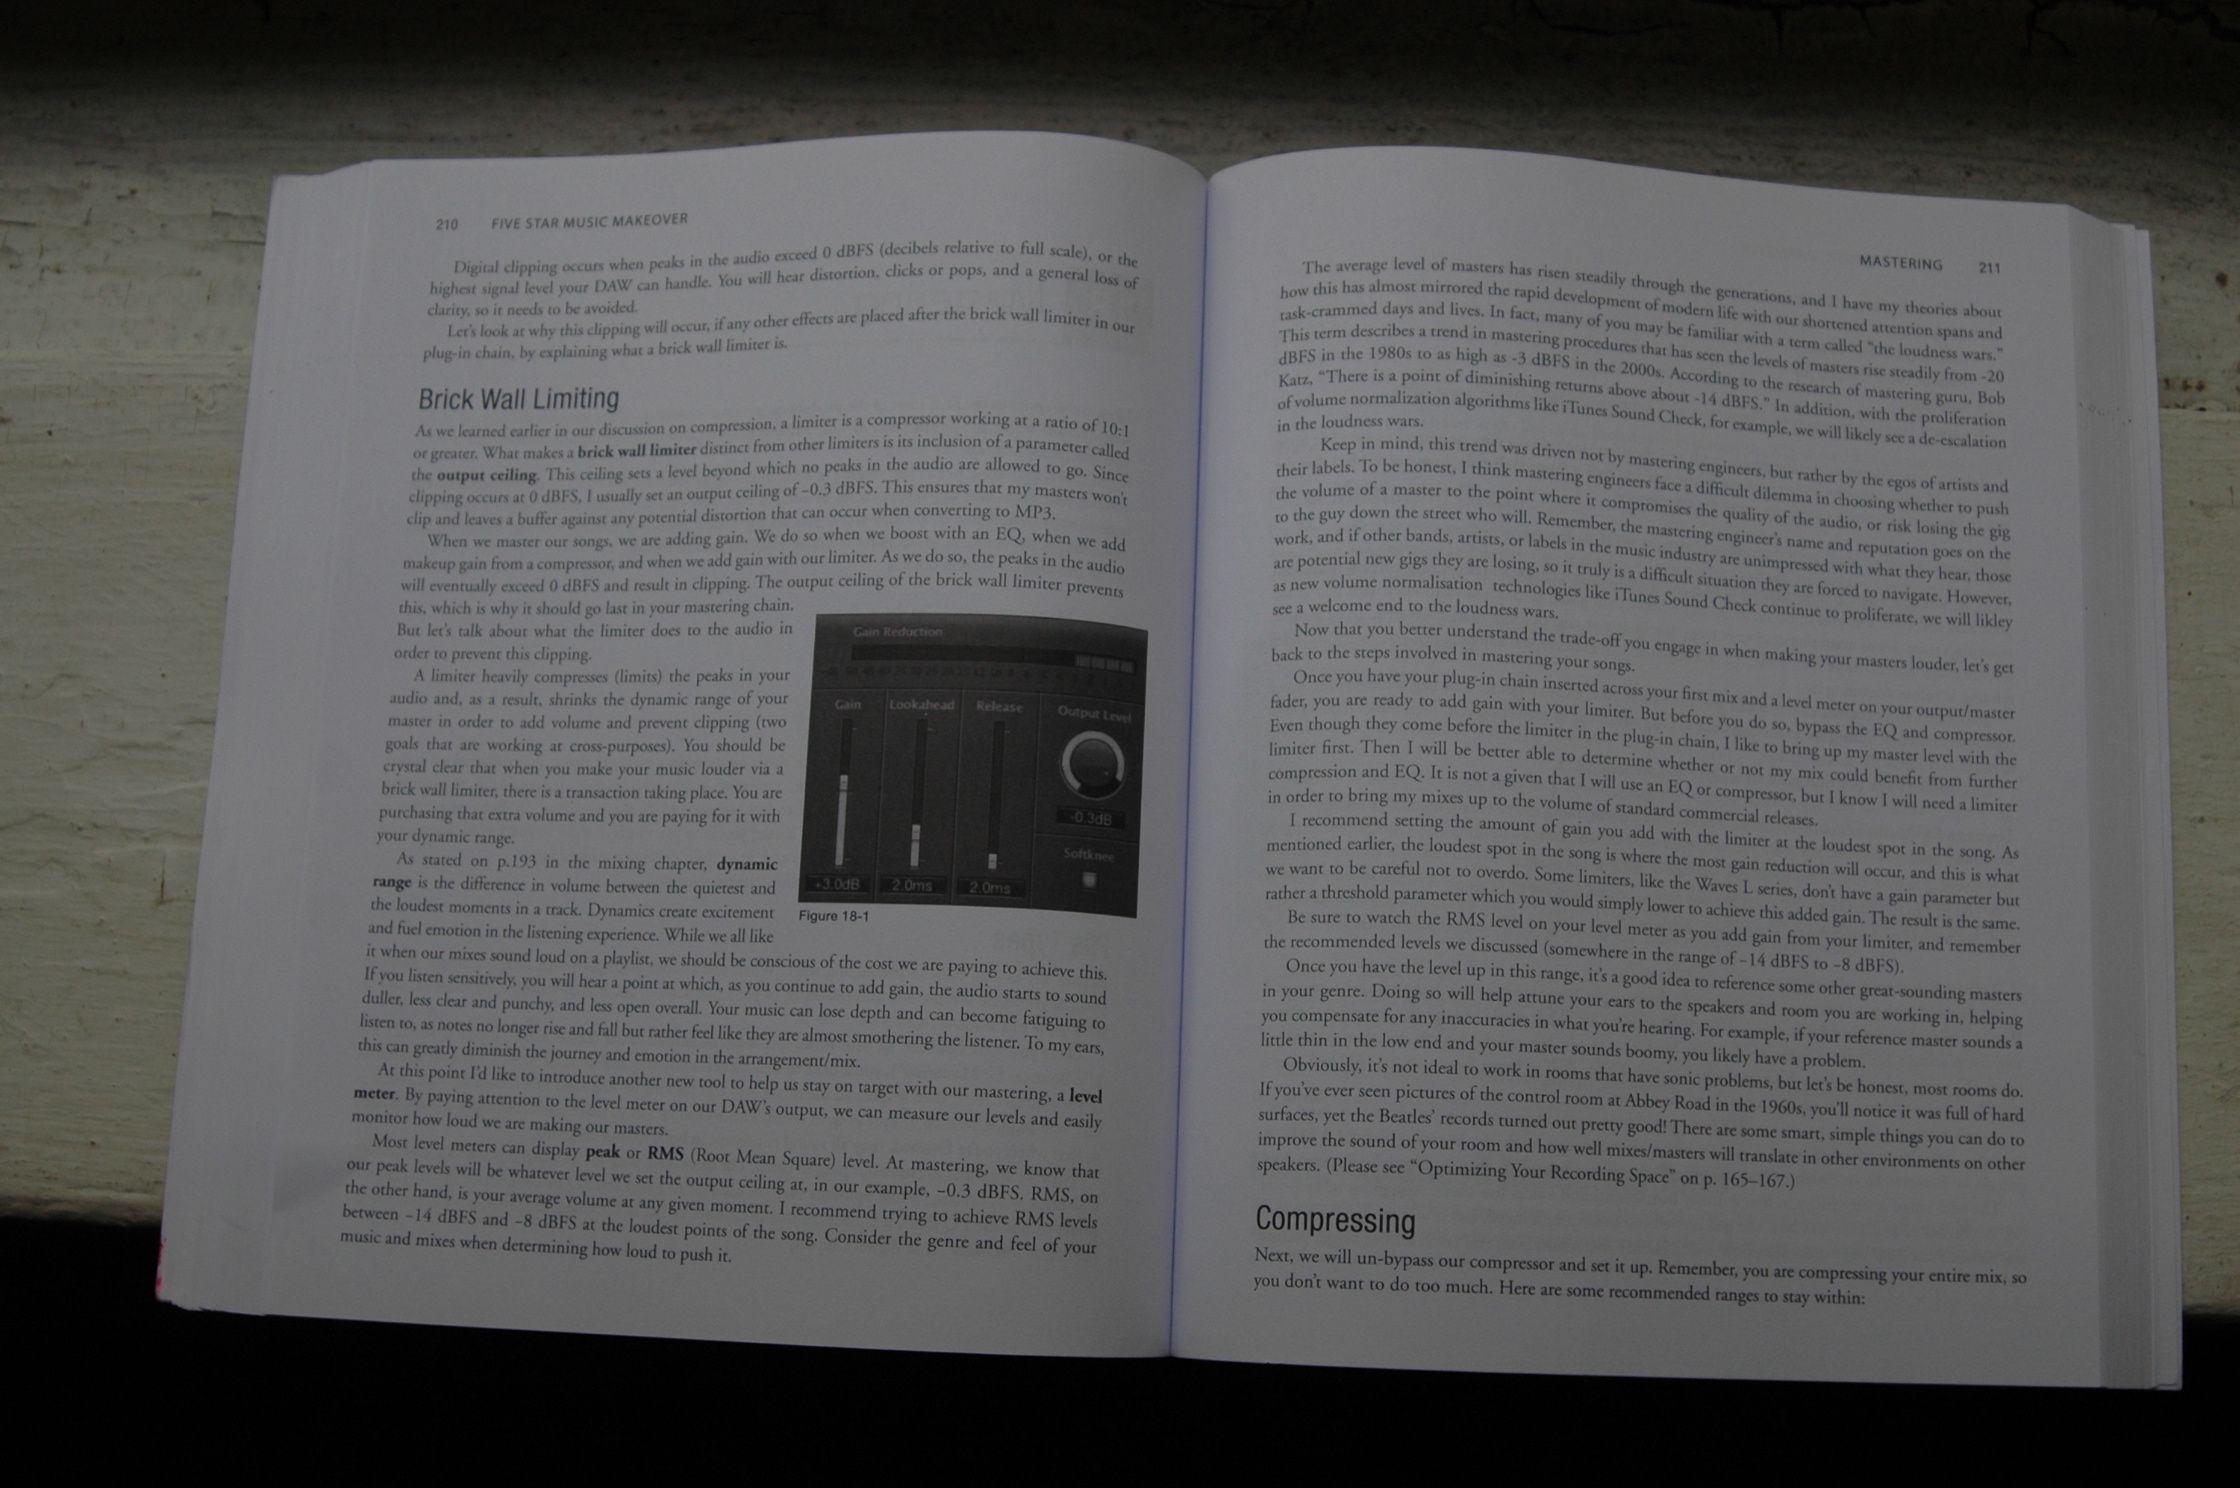 210 FIVE STAR MUSIC MAKEOVER
Digital clipping occurs when peaks in the audio exceed 0 dBFS (decibels relative to full scale), or the
highest signal level your DAW can handle. You will hear distortion, clicks or pops, and a general loss of
clarity, so it needs to be avoided.
Let's look at why this clipping will occur, if any other effects are placed after the brick wall limiter in our
plug-in chain, by explaining what a brick wall limiter is.
Brick Wall Limiting
As we learned earlier in our discussion on compression, a limiter is a compressor working at a ratio of 10:1
or greater. What makes a brick wall limiter distinct from other limiters is its inclusion of a parameter called
the output ceiling. This ceiling sets a level beyond which no peaks in the audio are allowed to go. Since
clipping occurs at 0 dBFS, I usually set an output ceiling of –0.3 dBFS. This ensures that my masters won't
clip and leaves a buffer against any potential distortion that can occur when converting to MP3.
When we master our songs, we are adding gain. We do so when we boost with an EQ, when we add
makeup gain from a compressor, and when we add gain with our limiter. As we do so, the peaks in the audio
will eventually exceed 0 dBFS and result in clipping. The output ceiling of the brick wall limiter prevents
this, which is why it should go last in your mastering chain.
But let's talk about what the limiter does to the audio in
order to prevent this clipping.
A limiter heavily compresses (limits) the peaks in your
audio and, as a result, shrinks the dynamic range of your
master in order to add volume and prevent clipping (two
goals that are working at cross-purposes). You should be
crystal clear that when you make your music louder via a
brick wall limiter, there is a transaction taking place. You are
purchasing that extra volume and you are paying for it with
your dynamic range.
As stated on p.193 in the mixing chapter, dynamic
range is the difference in volume between the quietest and
the loudest moments in a track. Dynamics create excitement
and fuel emotion in the listening experience. While we all like
it when our mixes sound loud on a playlist, we should be conscious of the cost we are paying to achieve this.
If you listen sensitively, you will hear a point at which, as you continue to add gain, the audio starts to sound
duller, less clear and punchy, and less open overall. Your music can lose depth and can become fatiguing to
listen to, as notes no longer rise and fall but rather feel like they are almost smothering the listener. To my ears,
this can greatly diminish the journey and emotion in the arrangement/mix.
At this point I'd like to introduce another new tool to help us stay on target with our mastering, a level
meter. By paying attention to the level meter on our DAW's output, we can measure our levels and easily
monitor how loud we are making our masters.
Most level meters can display peak or RMS (Root Mean Square) level. At mastering, we know that
our peak levels will be whatever level we set the output ceiling at, in our example, –0.3 dBFS. RMS, on
the other hand, is your average volume at any given moment. I recommend trying to achieve RMS levels
between –14 dBFS and –8 dBFS at the loudest points of the song. Consider the genre and feel of your
music and mixes when determining how loud to push it.
Gain Reduction
Gain Lookahead Release Output Level
-0.3dB
Softknee
+3.0dB 2.0ms 2.0ms
Figure 18-1
MASTERING 211
The average level of masters has risen steadily through the generations, and I have my theories about
how this has almost mirrored the rapid development of modern life with our shortened attention spans and
task-crammed days and lives. In fact, many of you may be familiar with a term called "the loudness wars."
This term describes a trend in mastering procedures that has seen the levels of masters rise steadily from -20
dBFS in the 1980s to as high as -3 dBFS in the 2000s. According to the research of mastering guru, Bob
Katz, "There is a point of diminishing returns above about -14 dBFS." In addition, with the proliferation
of volume normalization algorithms like iTunes Sound Check, for example, we will likely see a de-escalation
in the loudness wars.
Keep in mind, this trend was driven not by mastering engineers, but rather by the egos of artists and
their labels. To be honest, I think mastering engineers face a difficult dilemma in choosing whether to push
the volume of a master to the point where it compromises the quality of the audio, or risk losing the gig
to the guy down the street who will. Remember, the mastering engineer's name and reputation goes on the
work, and if other bands, artists, or labels in the music industry are unimpressed with what they hear, those
are potential new gigs they are losing, so it truly is a difficult situation they are forced to navigate. However,
as new volume normalisation technologies like iTunes Sound Check continue to proliferate, we will likley
see a welcome end to the loudness wars.
Now that you better understand the trade-off you engage in when making your masters louder, let's get
back to the steps involved in mastering your songs.
Once you have your plug-in chain inserted across your first mix and a level meter on your output/master
fader, you are ready to add gain with your limiter. But before you do so, bypass the EQ and compressor.
Even though they come before the limiter in the plug-in chain, I like to bring up my master level with the
limiter first. Then I will be better able to determine whether or not my mix could benefit from further
compression and EQ. It is not a given that I will use an EQ or compressor, but I know I will need a limiter
in order to bring my mixes up to the volume of standard commercial releases.
I recommend setting the amount of gain you add with the limiter at the loudest spot in the song. As
mentioned earlier, the loudest spot in the song is where the most gain reduction will occur, and this is what
we want to be careful not to overdo. Some limiters, like the Waves L series, don't have a gain parameter but
rather a threshold parameter which you would simply lower to achieve this added gain. The result is the same.
Be sure to watch the RMS level on your level meter as you add gain from your limiter, and remember
the recommended levels we discussed (somewhere in the range of –14 dBFS to –8 dBFS).
Once you have the level up in this range, it's a good idea to reference some other great-sounding masters
in your genre. Doing so will help attune your ears to the speakers and room you are working in, helping
you compensate for any inaccuracies in what you're hearing. For example, if your reference master sounds a
little thin in the low end and your master sounds boomy, you likely have a problem.
Obviously, it's not ideal to work in rooms that have sonic problems, but let's be honest, most rooms do.
If you've ever seen pictures of the control room at Abbey Road in the 1960s, you'll notice it was full of hard
surfaces, yet the Beatles' records turned out pretty good! There are some smart, simple things you can do to
improve the sound of your room and how well mixes/masters will translate in other environments on other
speakers. (Please see "Optimizing Your Recording Space" on p. 165–167.)
Compressing
Next, we will un-bypass our compressor and set it up. Remember, you are compressing your entire mix, so
you don't want to do too much. Here are some recommended ranges to stay within: